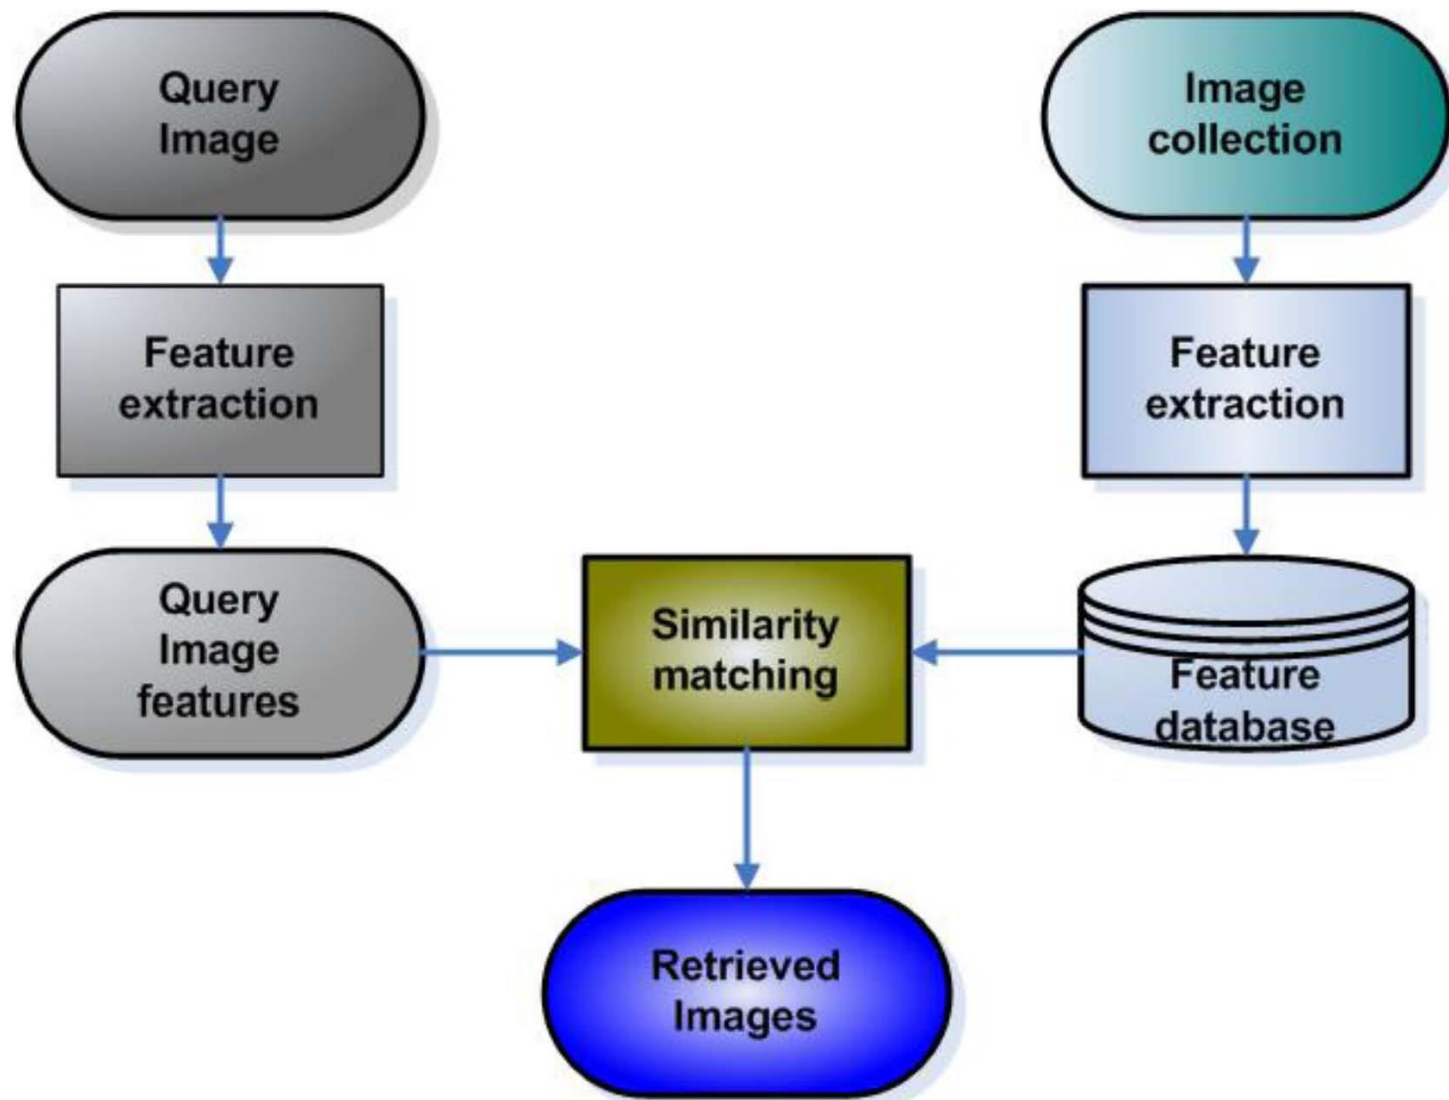 Query
Image
Image
collection
Feature
extraction
Feature
extraction
Query
Image
features
Similarity
matching
Feature
database
Retrieved
Images